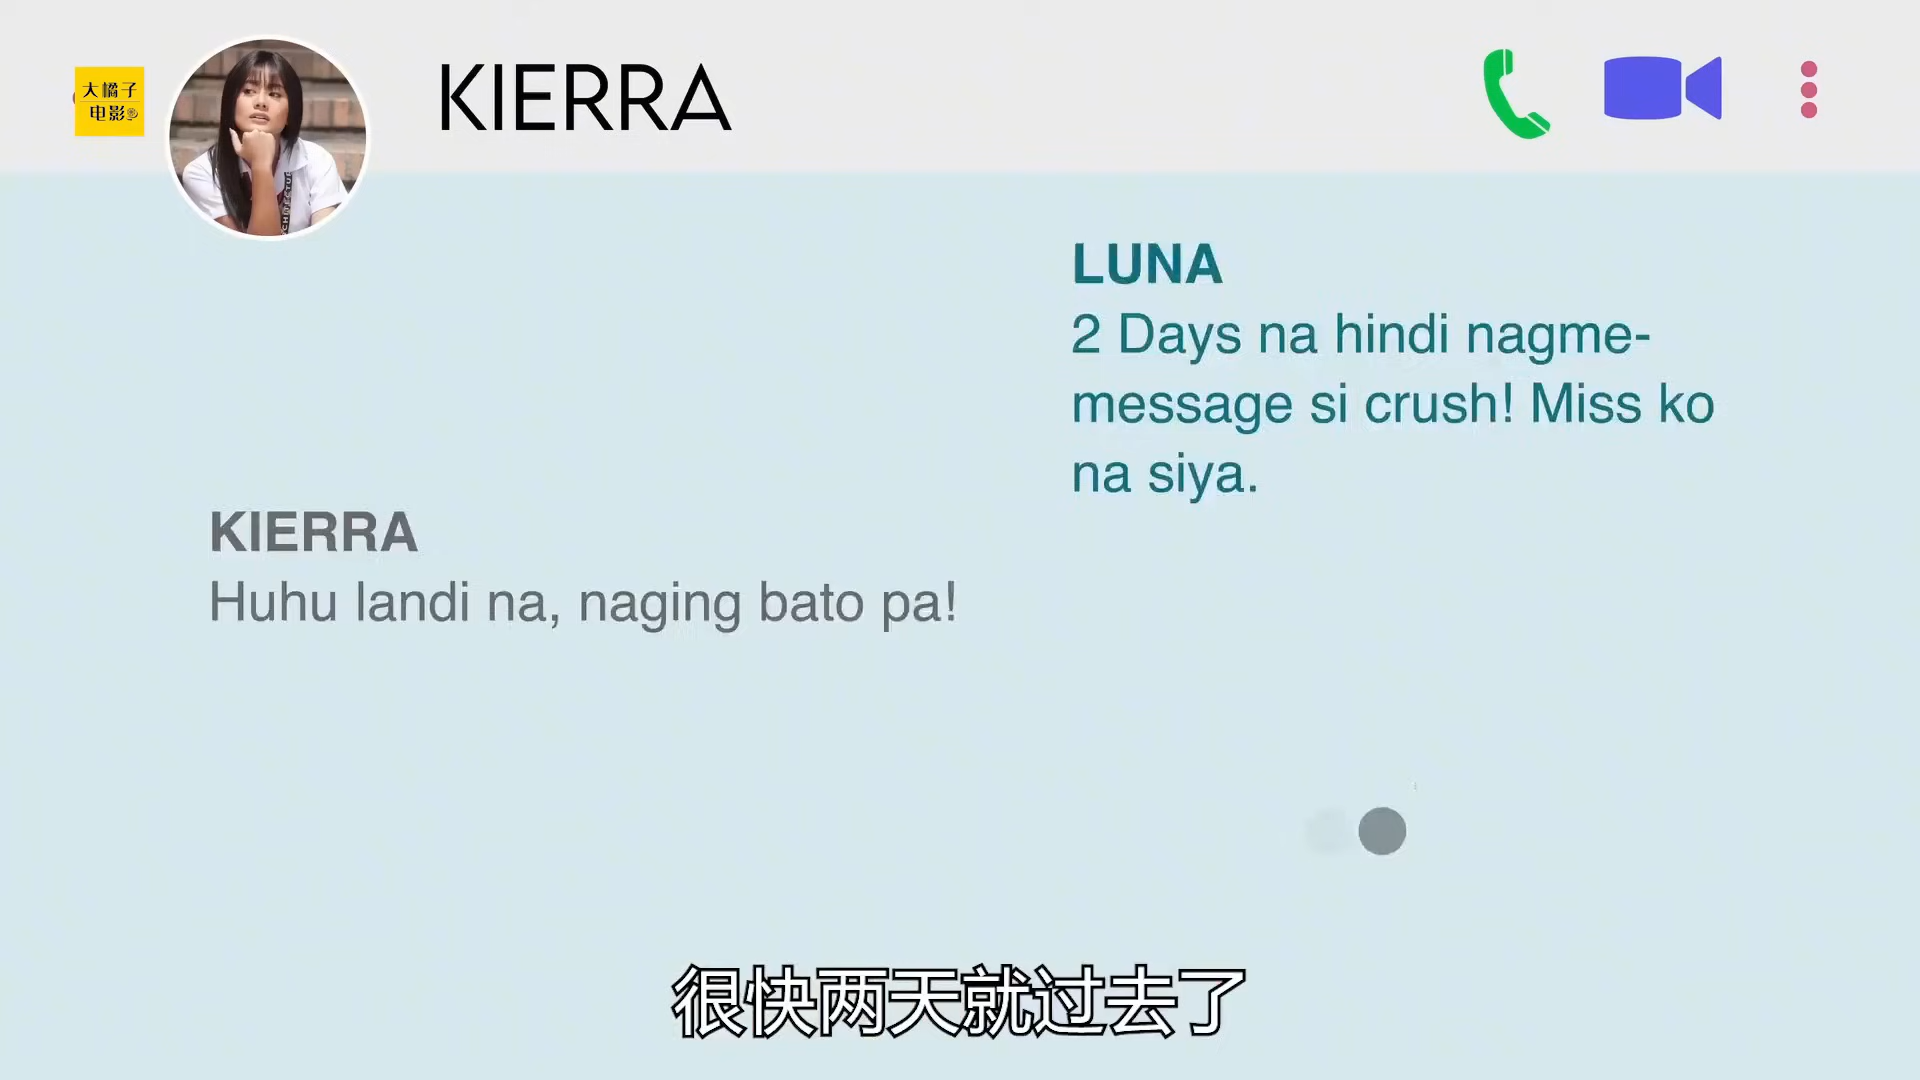 大橘子
电影
KIERRA
LUNA
2 Days na hindi nagme-
message si crush! Miss ko
na siya.
KIERRA
Huhu landi na, naging bato pa!
很快两天就过去了